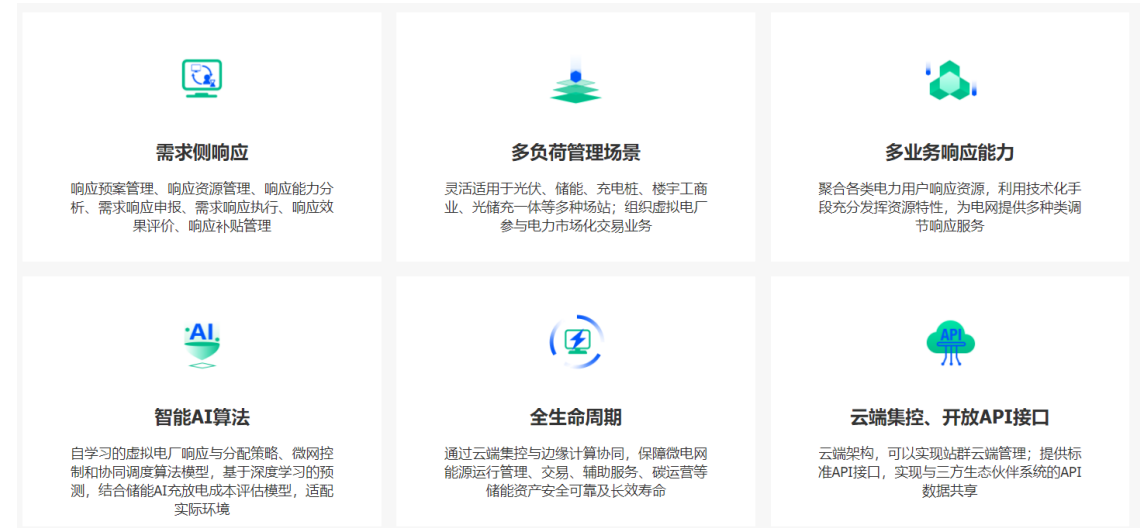 需求侧响应
响应预案管理、响应资源管理、响应能力分
析、需求响应申报、需求响应执行、响应效
果评价、响应补贴管理
多负荷管理场景
灵活适用于光伏、储能、充电桩、楼宇工商
业、光储充一体等多种场站；组织虚拟电厂
参与电力市场化交易业务
多业务响应能力
聚合各类电力用户响应资源，利用技术化手
段充分发挥资源特性，为电网提供多种类调
节响应服务
AI
智能AI算法
自学习的虚拟电厂响应与分配策略、微网控
制和协同调度算法模型，基于深度学习的预
测，结合储能AI充放电成本评估模型，适配
实际环境
全生命周期
通过云端集控与边缘计算协同，保障微电网
能源运行管理、交易、辅助服务、碳运营等
储能资产安全可靠及长效寿命
API
云端集控、开放API接口
云端架构，可以实现站群云端管理；提供标
准API接口，实现与三方生态伙伴系统的API
数据共享